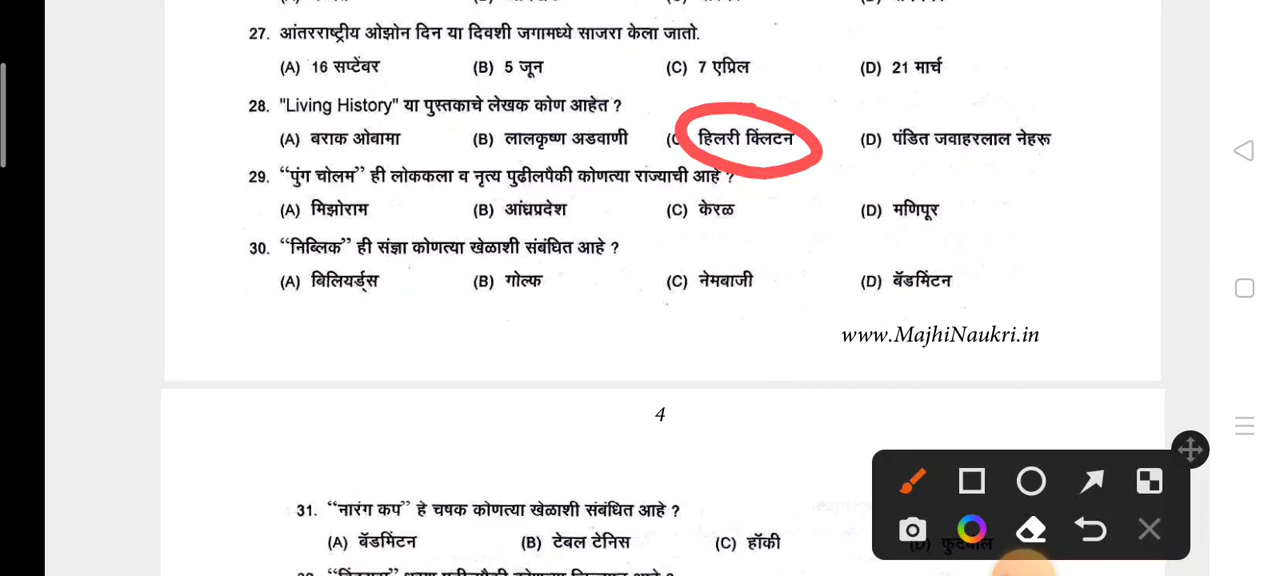 27. आंतरराष्ट्रीय ओझोन दिन या दिवशी जगामध्ये साजरा केला जातो.
(A) 16 सप्टेंबर (B) 5 जून (C) 7 एप्रिल (D) 21 मार्च
28. "Living History" या पुस्तकाचे लेखक कोण आहेत ?
(A) बराक ओबामा (B) लालकृष्ण अडवाणी (C) हिलरी क्लिंटन (D) पंडित जवाहरलाल नेहरू
29. “पुंग चोलम” ही लोककला व नृत्य पुढीलपैकी कोणत्या राज्याची आहे ?
(A) मिझोराम (B) आंध्रप्रदेश (C) केरळ (D) मणिपूर
30. “निब्लिक” ही संज्ञा कोणत्या खेळाशी संबंधित आहे ?
(A) बिलियर्ड्स (B) गोल्फ (C) नेमबाजी (D) बॅडमिंटन
www.MajhiNaukri.in
4
31. “नारंग कप” हे चषक कोणत्या खेळाशी संबंधित आहे ?
(A) बॅडमिंटन (B) टेबल टेनिस (C) हॉकी (D) फुटबॉल